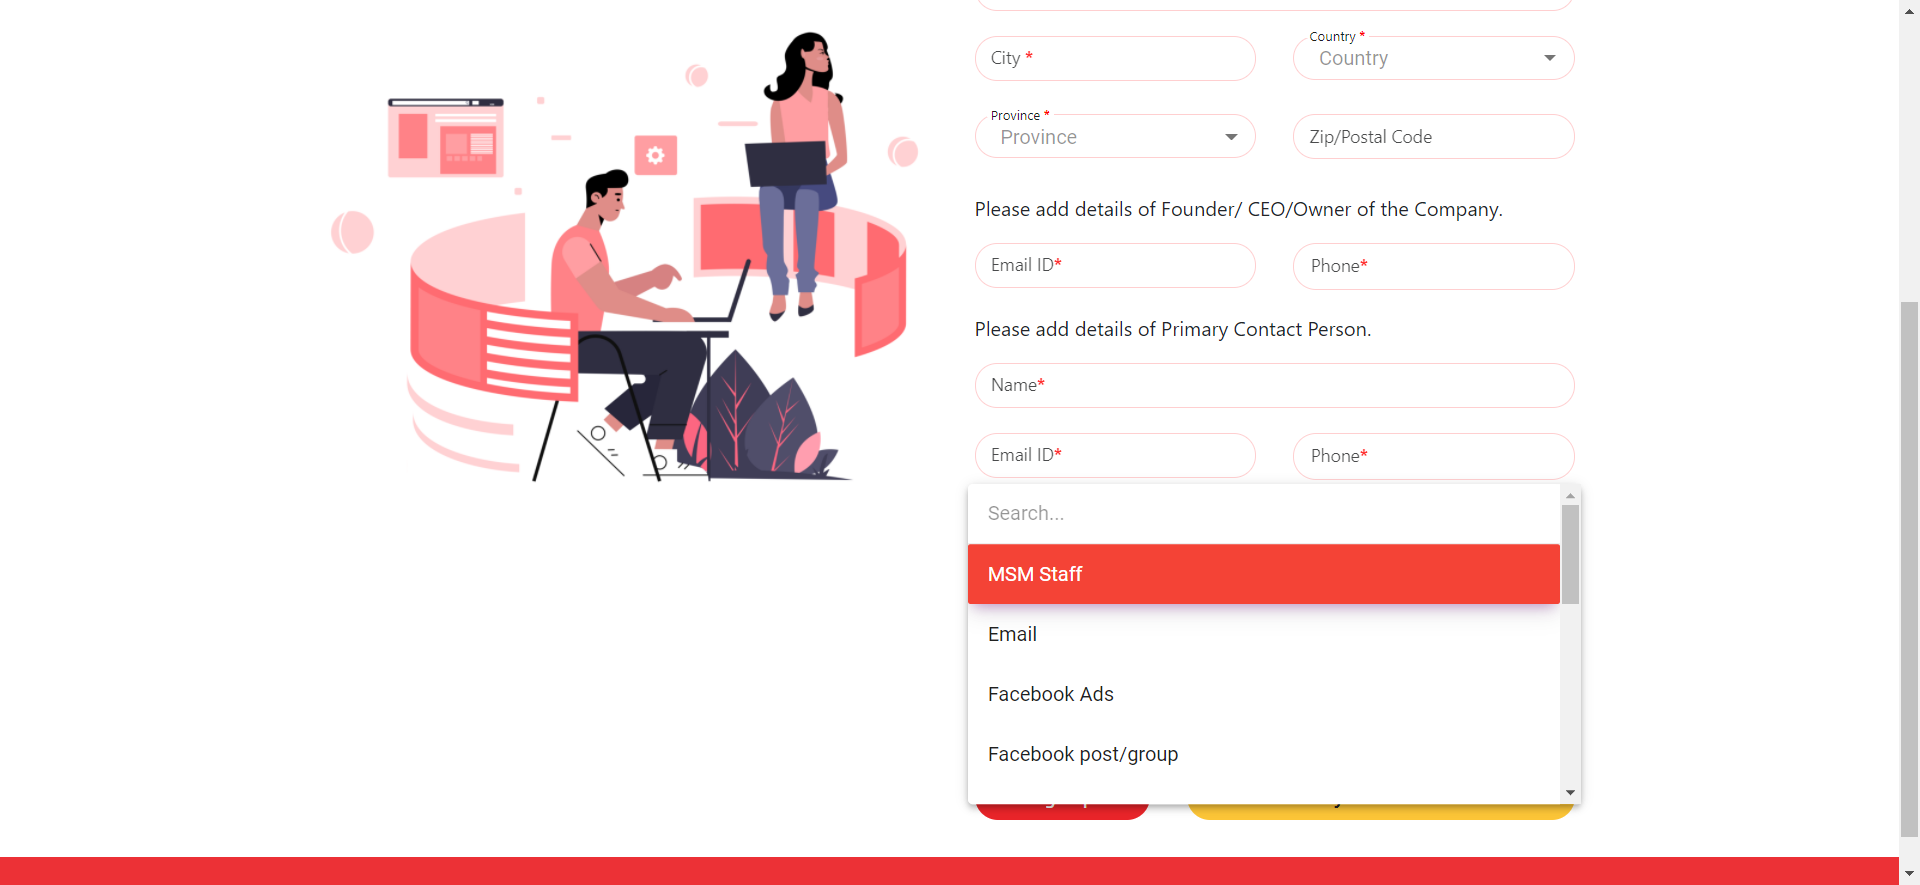 Country *
City *
Country
Province *
Province
Zip/Postal Code
Please add details of Founder/ CEO/Owner of the Company.
Email ID*
Phone*
Please add details of Primary Contact Person.
Name*
Email ID*
Phone*
Search...
MSM Staff
Email
Facebook Ads
Facebook post/group